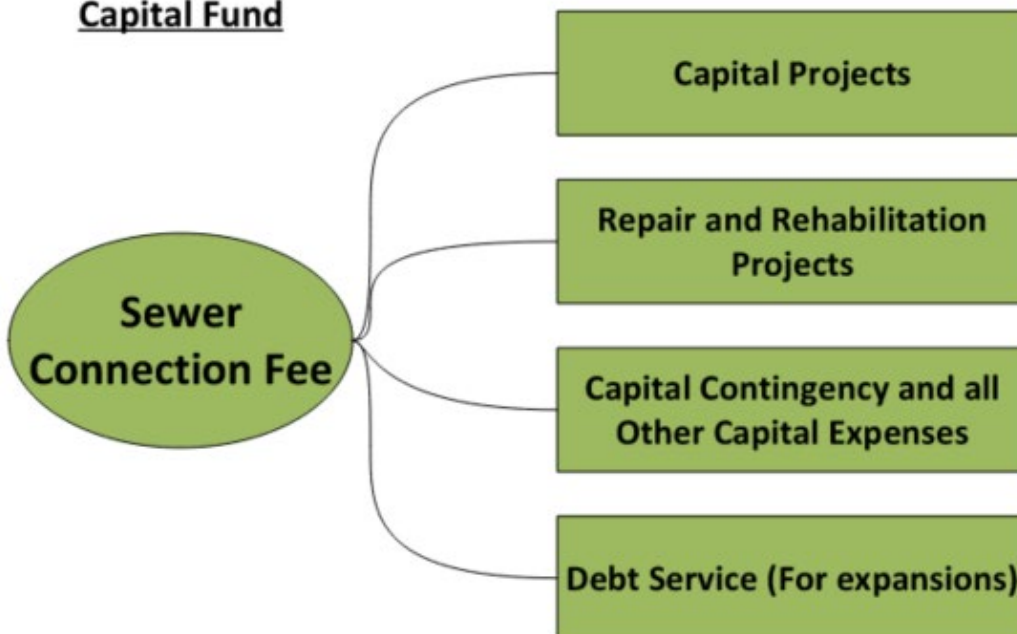 Capital Fund
Capital Projects
Repair and Rehabilitation
Projects
Sewer
Connection Fee
Capital Contingency and all
Other Capital Expenses
Debt Service (For expansions)